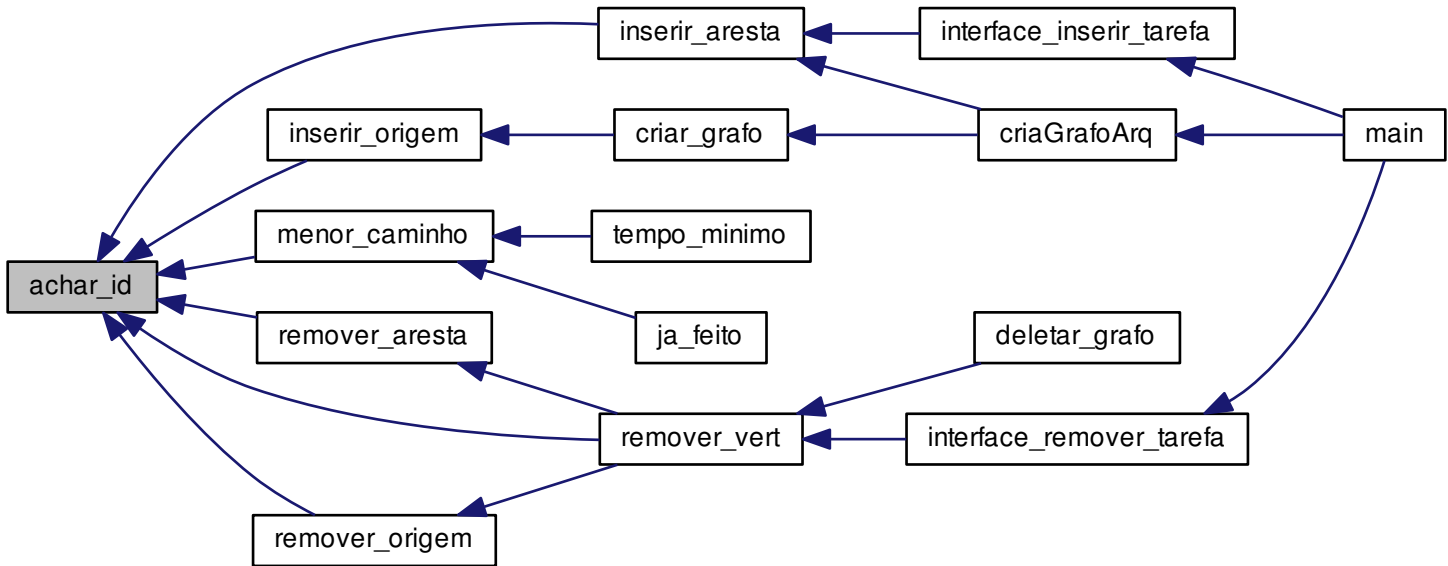 inserir_aresta
interface_inserir_tarefa
inserir_origem
criar_grafo
criaGrafoArq
main
menor_caminho
tempo_minimo
achar_id
remover_aresta
ja_feito
deletar_grafo
remover_vert
interface_remover_tarefa
remover_origem